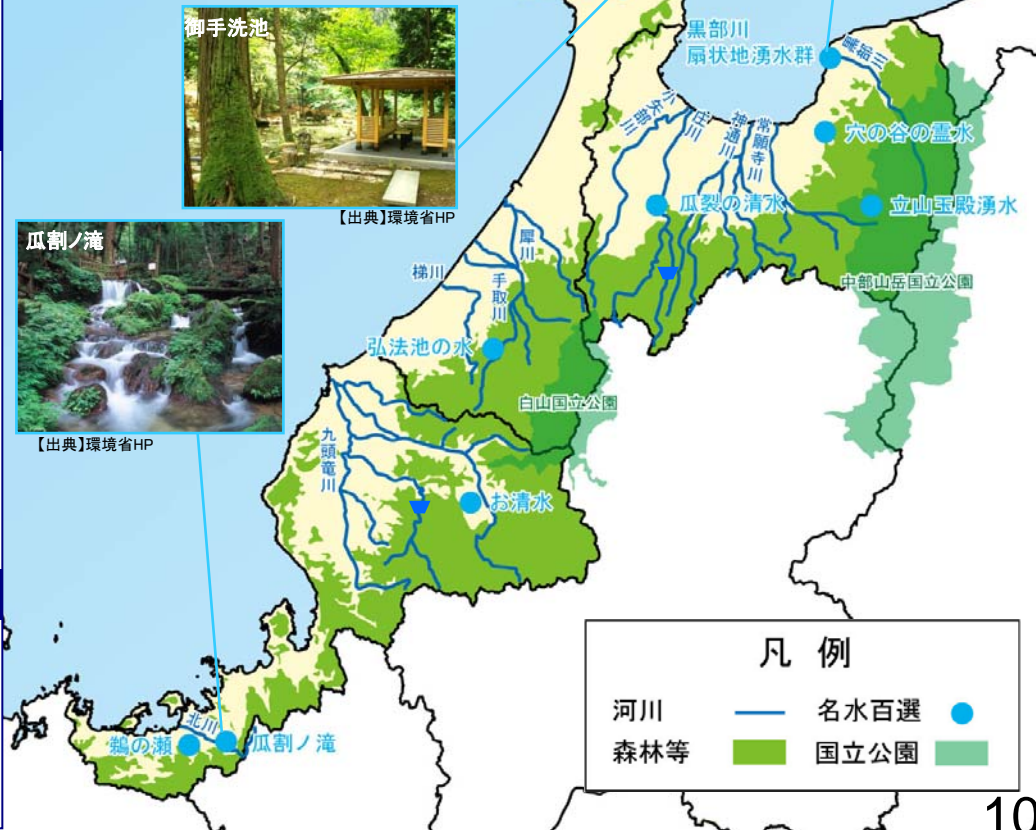 御手洗池
【出典】環境省HP
瓜割ノ滝
【出典】環境省HP
黒部川
扇状地湧水群
黒部川
小矢部川
庄川
神通川
常願寺川
穴の谷の霊水
瓜裂の清水
立山玉殿湧水
中部山岳国立公園
犀川
梯川
手取川
弘法池の水
白山国立公園
九頭竜川
お清水
北川
鵜の瀬
瓜割ノ滝
凡 例
河川
名水百選
森林等
国立公園
10